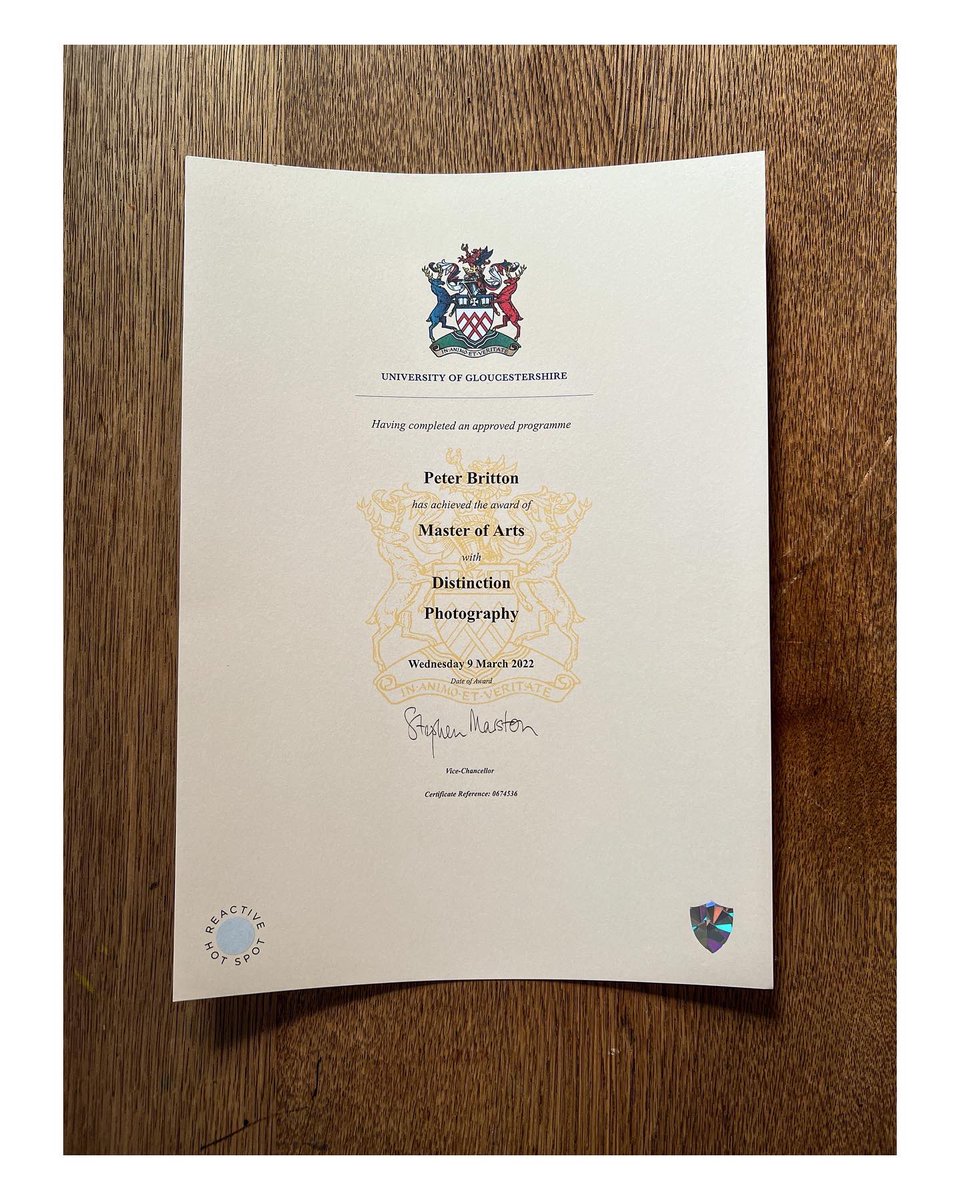 IN·ANIMO·ET·VERITATE
UNIVERSITY OF GLOUCESTERSHIRE
Having completed an approved programme
Peter Britton
has achieved the award of
Master of Arts
with
Distinction
Photography
Wednesday 9 March 2022
Date of Award
IN·ANIMO·ET·VERITATE
Stephen Marston
Vice-Chancellor
Certificate Reference: 0674536
REACTIVE
HOT SPOT